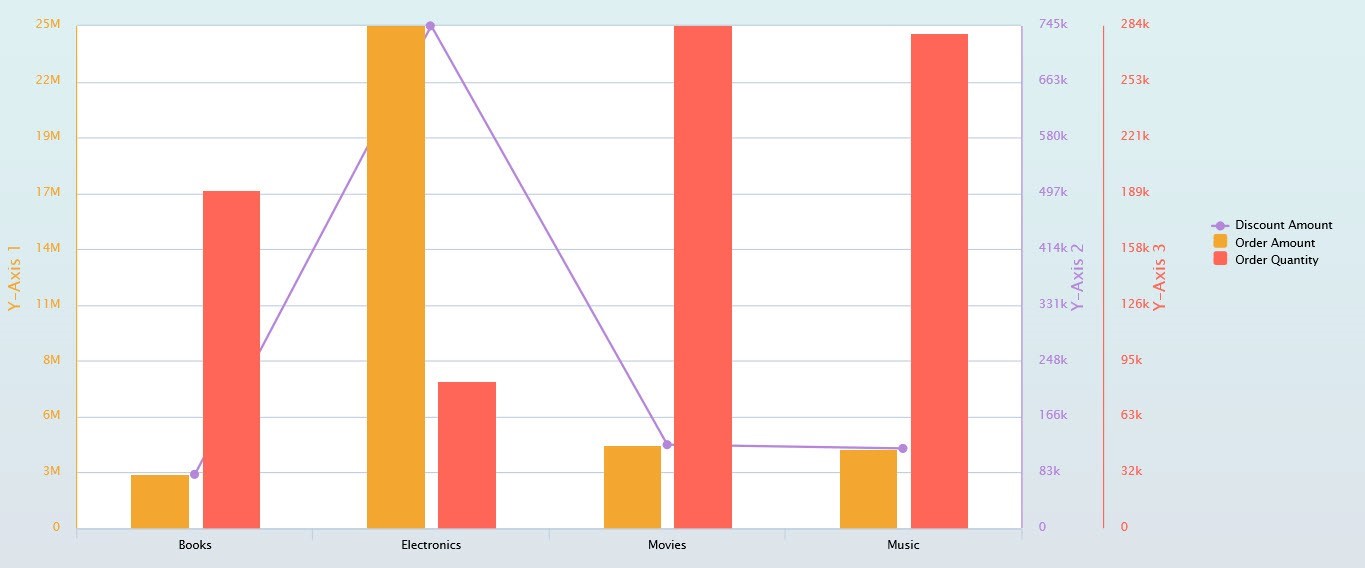 25M
22M
19M
17M
14M
11M
8M
6M
3M
0
Y-Axis 1
745k
663k
580k
497k
414k
331k
248k
166k
83k
0
Y-Axis 2
284k
253k
221k
189k
158k
126k
95k
63k
32k
0
Y-Axis 3
Books
Electronics
Movies
Music
Discount Amount
Order Amount
Order Quantity